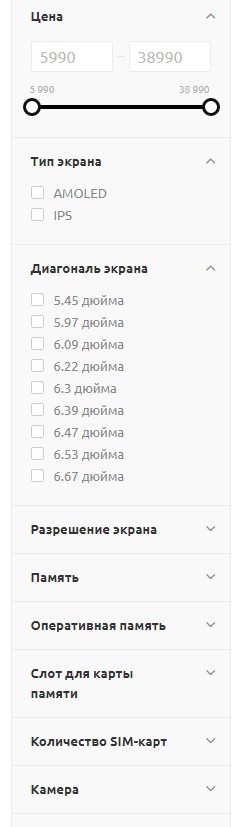 Цена
5990 – 38990
5 990 38 990
Тип экрана
AMOLED
IPS
Диагональ экрана
5.45 дюйма
5.97 дюйма
6.09 дюйма
6.22 дюйма
6.3 дюйма
6.39 дюйма
6.47 дюйма
6.53 дюйма
6.67 дюйма
Разрешение экрана
Память
Оперативная память
Слот для карты
памяти
Количество SIM-карт
Камера